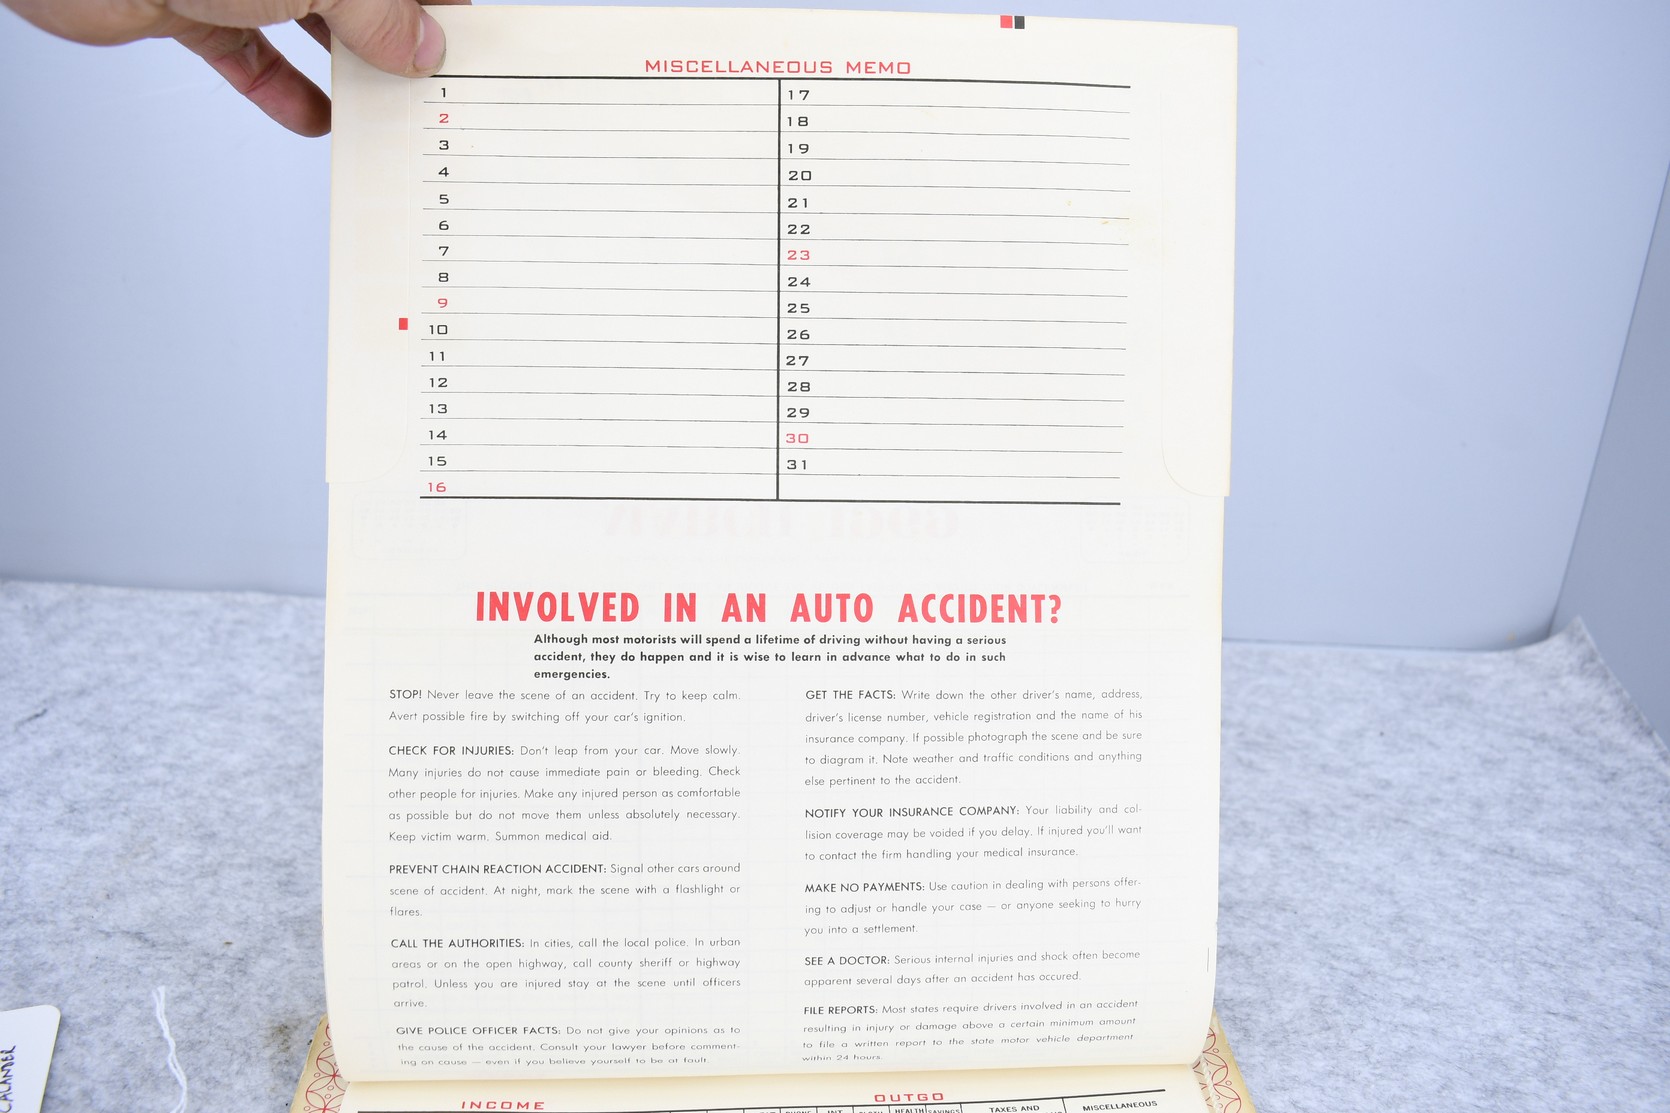 MISCELLANEOUS MEMO
1
2
3
4
5
6
7
8
9
10
11
12
13
14
15
16
17
18
19
20
21
22
23
24
25
26
27
28
29
30
31
INVOLVED IN AN AUTO ACCIDENT?
Although most motorists will spend a lifetime of driving without having a serious
accident, they do happen and it is wise to learn in advance what to do in such
emergencies.
STOP! Never leave the scene of an accident. Try to keep calm.
Avert possible fire by switching off your car's ignition.
CHECK FOR INJURIES: Don't leap from your car. Move slowly.
Many injuries do not cause immediate pain or bleeding. Check
other people for injuries. Make any injured person as comfortable
as possible but do not move them unless absolutely necessary.
Keep victim warm. Summon medical aid.
PREVENT CHAIN REACTION ACCIDENT: Signal other cars around
scene of accident. At night, mark the scene with a flashlight or
flares.
CALL THE AUTHORITIES: In cities, call the local police. In urban
areas or on the open highway, call county sheriff or highway
patrol. Unless you are injured stay at the scene until officers
arrive.
GIVE POLICE OFFICER FACTS: Do not give your opinions as to
the cause of the accident. Consult your lawyer before comment-
ing on cause — even if you believe yourself to be at fault.
GET THE FACTS: Write down the other driver's name, address,
driver's license number, vehicle registration and the name of his
insurance company. If possible photograph the scene and be sure
to diagram it. Note weather and traffic conditions and anything
else pertinent to the accident.
NOTIFY YOUR INSURANCE COMPANY: Your liability and col-
lision coverage may be voided if you delay. If injured you'll want
to contact the firm handling your medical insurance.
MAKE NO PAYMENTS: Use caution in dealing with persons offer-
ing to adjust or handle your case — or anyone seeking to hurry
you into a settlement.
SEE A DOCTOR: Serious internal injuries and shock often become
apparent several days after an accident has occured.
FILE REPORTS: Most states require drivers involved in an accident
resulting in injury or damage above a certain minimum amount
to file a written report to the state motor vehicle department
within 24 hours.
INCOME
OUTGO
HEALTH
SAVINGS
TAXES AND
MISCELLANEOUS
CALANDER